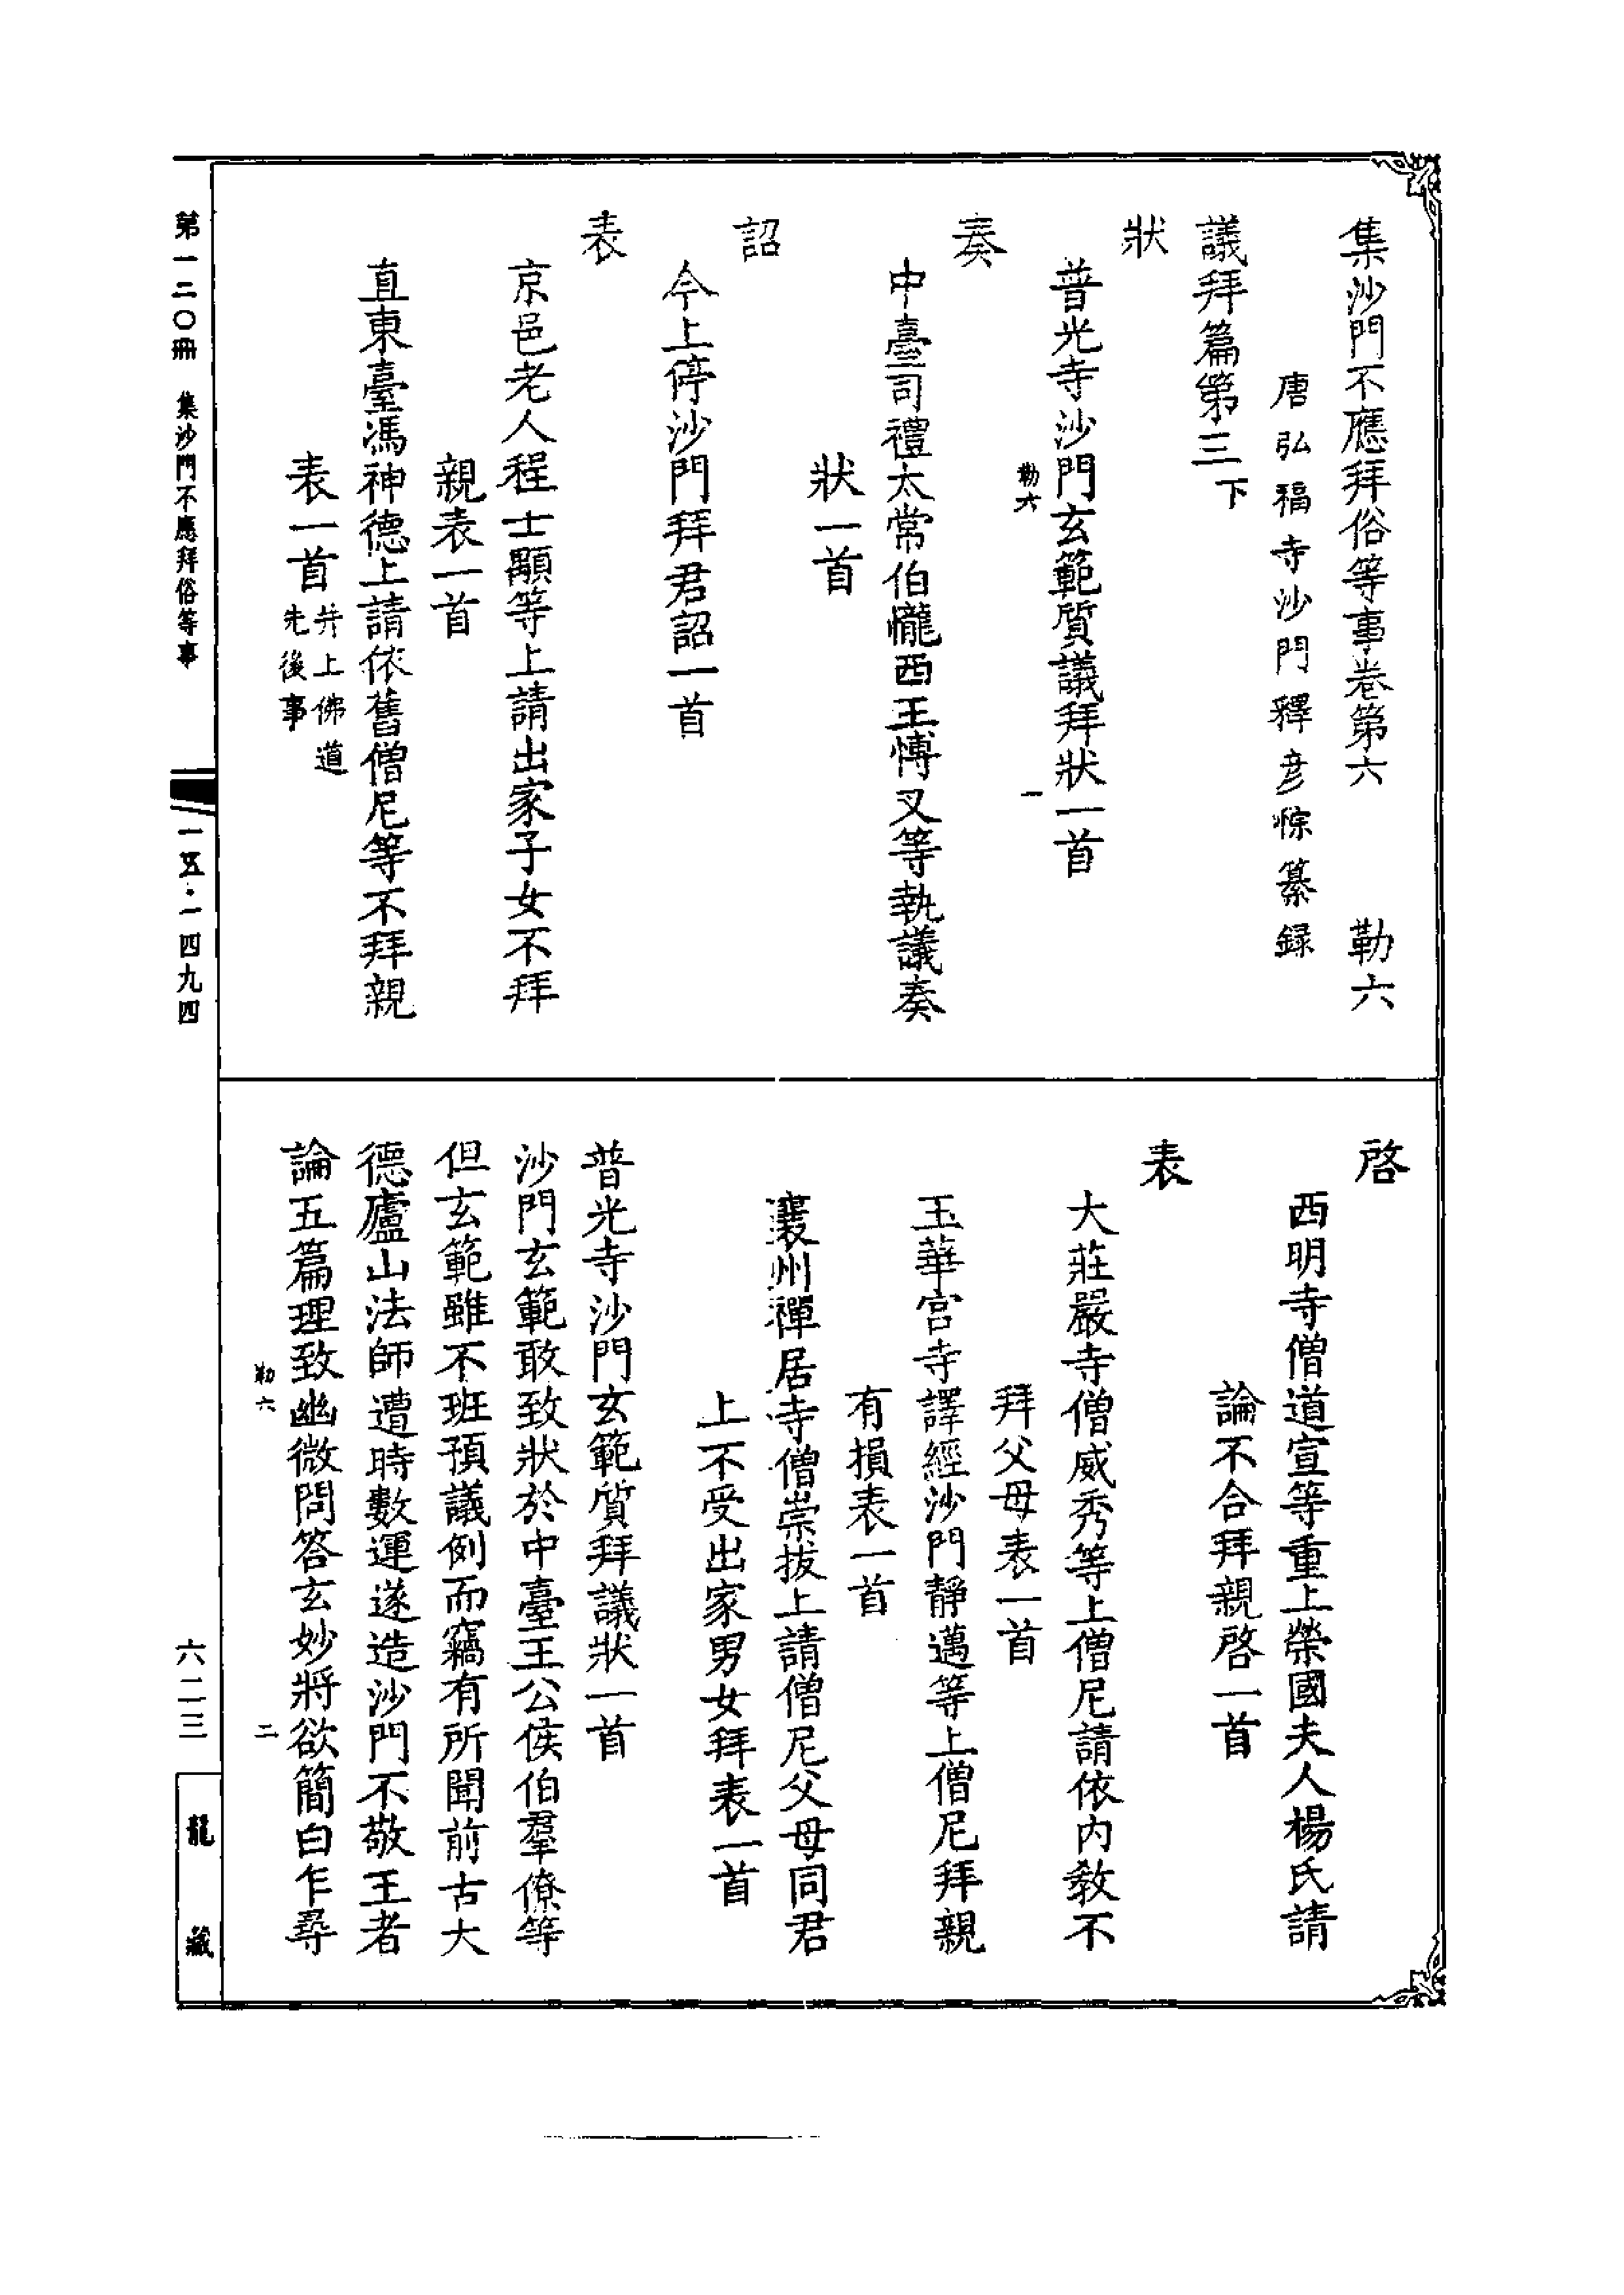 集沙門不應拜俗等事卷第六　勒六
唐弘福寺沙門釋彥悰纂録
議拜篇第三下
狀
普光寺沙門玄範質議拜狀一首
勒六　一
奏
中臺司禮太常伯隴西王博叉等執議奏
狀一首
詔
今上停沙門拜君詔一首
表
京邑老人程士顒等上請出家子女不拜
親表一首
直東臺馮神德上請依舊僧尼等不拜親
表一首并上佛道
先後事
啓
西明寺僧道宣等重上榮國夫人楊氏請
論不合拜親啓一首
表
大莊嚴寺僧威秀等上僧尼請依內教不
拜父母表一首
玉華宮寺譯經沙門靜邁等上僧尼拜親
有損表一首
襄州禪居寺僧崇拔上請僧尼父母同君
上不受出家男女拜表一首
普光寺沙門玄範質拜議狀一首
沙門玄範敢致狀於中臺王公侯伯羣僚等
但玄範雖不班預議例而竊有所聞前古大
德廬山法師遭時數運遂造沙門不敬王者
論五篇理致幽微問答玄妙將欲簡白乍尋
勒六　二
第一二〇冊　集沙門不應拜俗等事
一五·一四九四
六二三
龍藏